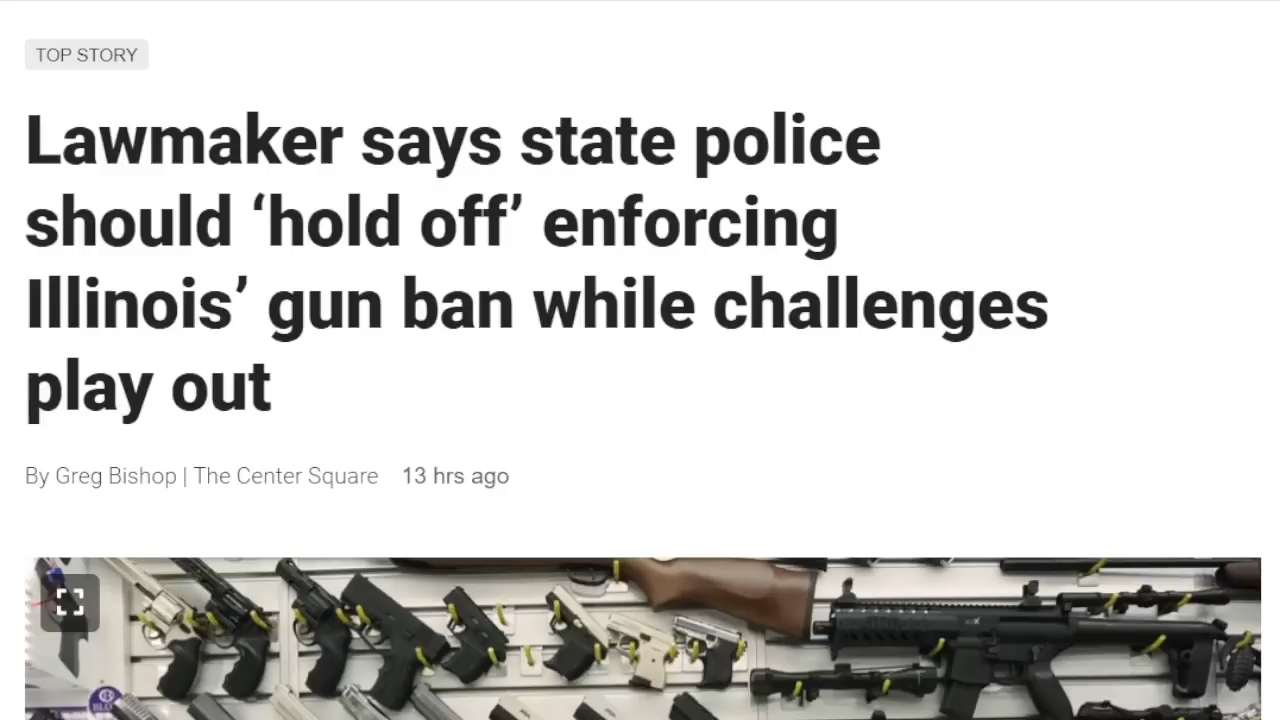 TOP STORY
Lawmaker says state police
should ‘hold off’ enforcing
Illinois’ gun ban while challenges
play out
By Greg Bishop | The Center Square 13 hrs ago